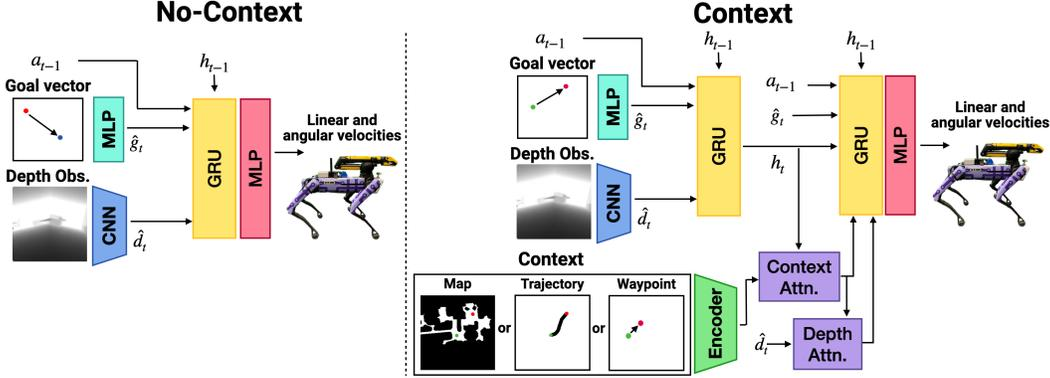 No-Context
a_{t-1}
h_{t-1}
Goal vector
MLP
ĝ_t
Depth Obs.
CNN
d̂_t
GRU
MLP
Linear and
angular velocities
Context
a_{t-1}
h_{t-1}
h_{t-1}
Goal vector
MLP
ĝ_t
Depth Obs.
CNN
d̂_t
GRU
h_t
a_{t-1}
ĝ_t
GRU
MLP
Linear and
angular velocities
Context
Map
or
Trajectory
or
Waypoint
Encoder
Context
Attn.
d̂_t
Depth
Attn.